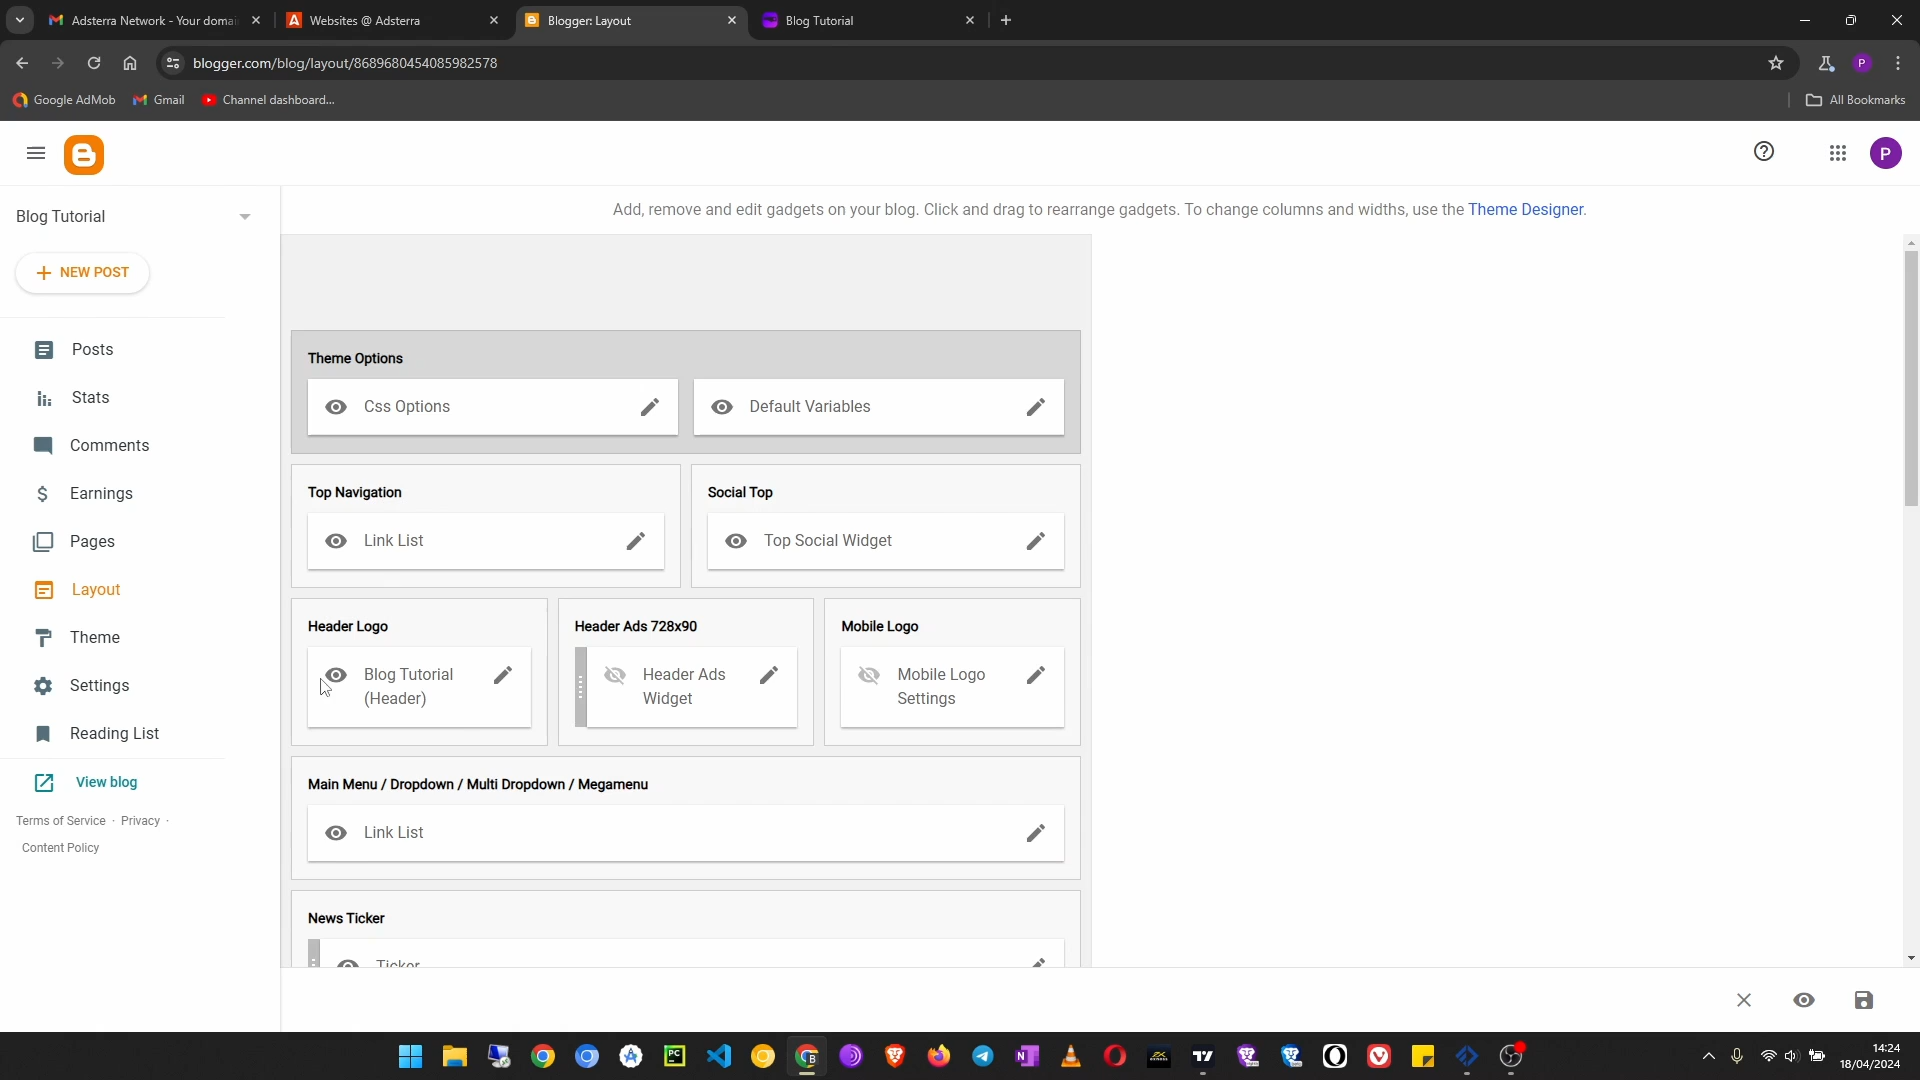 Adsterra Network - Your domai
Websites @ Adsterra
Blogger: Layout
Blog Tutorial
blogger.com/blog/layout/8689680454085982578
P
Google AdMob
Gmail
Channel dashboard...
All Bookmarks
P
Blog Tutorial
Add, remove and edit gadgets on your blog. Click and drag to rearrange gadgets. To change columns and widths, use the Theme Designer.
NEW POST
Posts
Stats
Comments
Earnings
Pages
Layout
Theme
Settings
Reading List
View blog
Terms of Service · Privacy ·
Content Policy
Theme Options
Css Options
Default Variables
Top Navigation
Social Top
Link List
Top Social Widget
Header Logo
Header Ads 728x90
Mobile Logo
Blog Tutorial
(Header)
Header Ads
Widget
Mobile Logo
Settings
Main Menu / Dropdown / Multi Dropdown / Megamenu
Link List
News Ticker
Ticker
14:24
18/04/2024